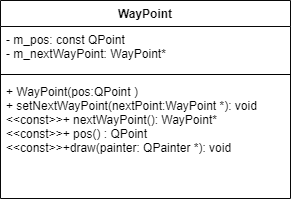 WayPoint
- m_pos: const QPoint
- m_nextWayPoint: WayPoint*
+ WayPoint(pos:QPoint )
+ setNextWayPoint(nextPoint:WayPoint *): void
<<const>>+ nextWayPoint(): WayPoint*
<<const>>+ pos() : QPoint
<<const>>+draw(painter: QPainter *): void